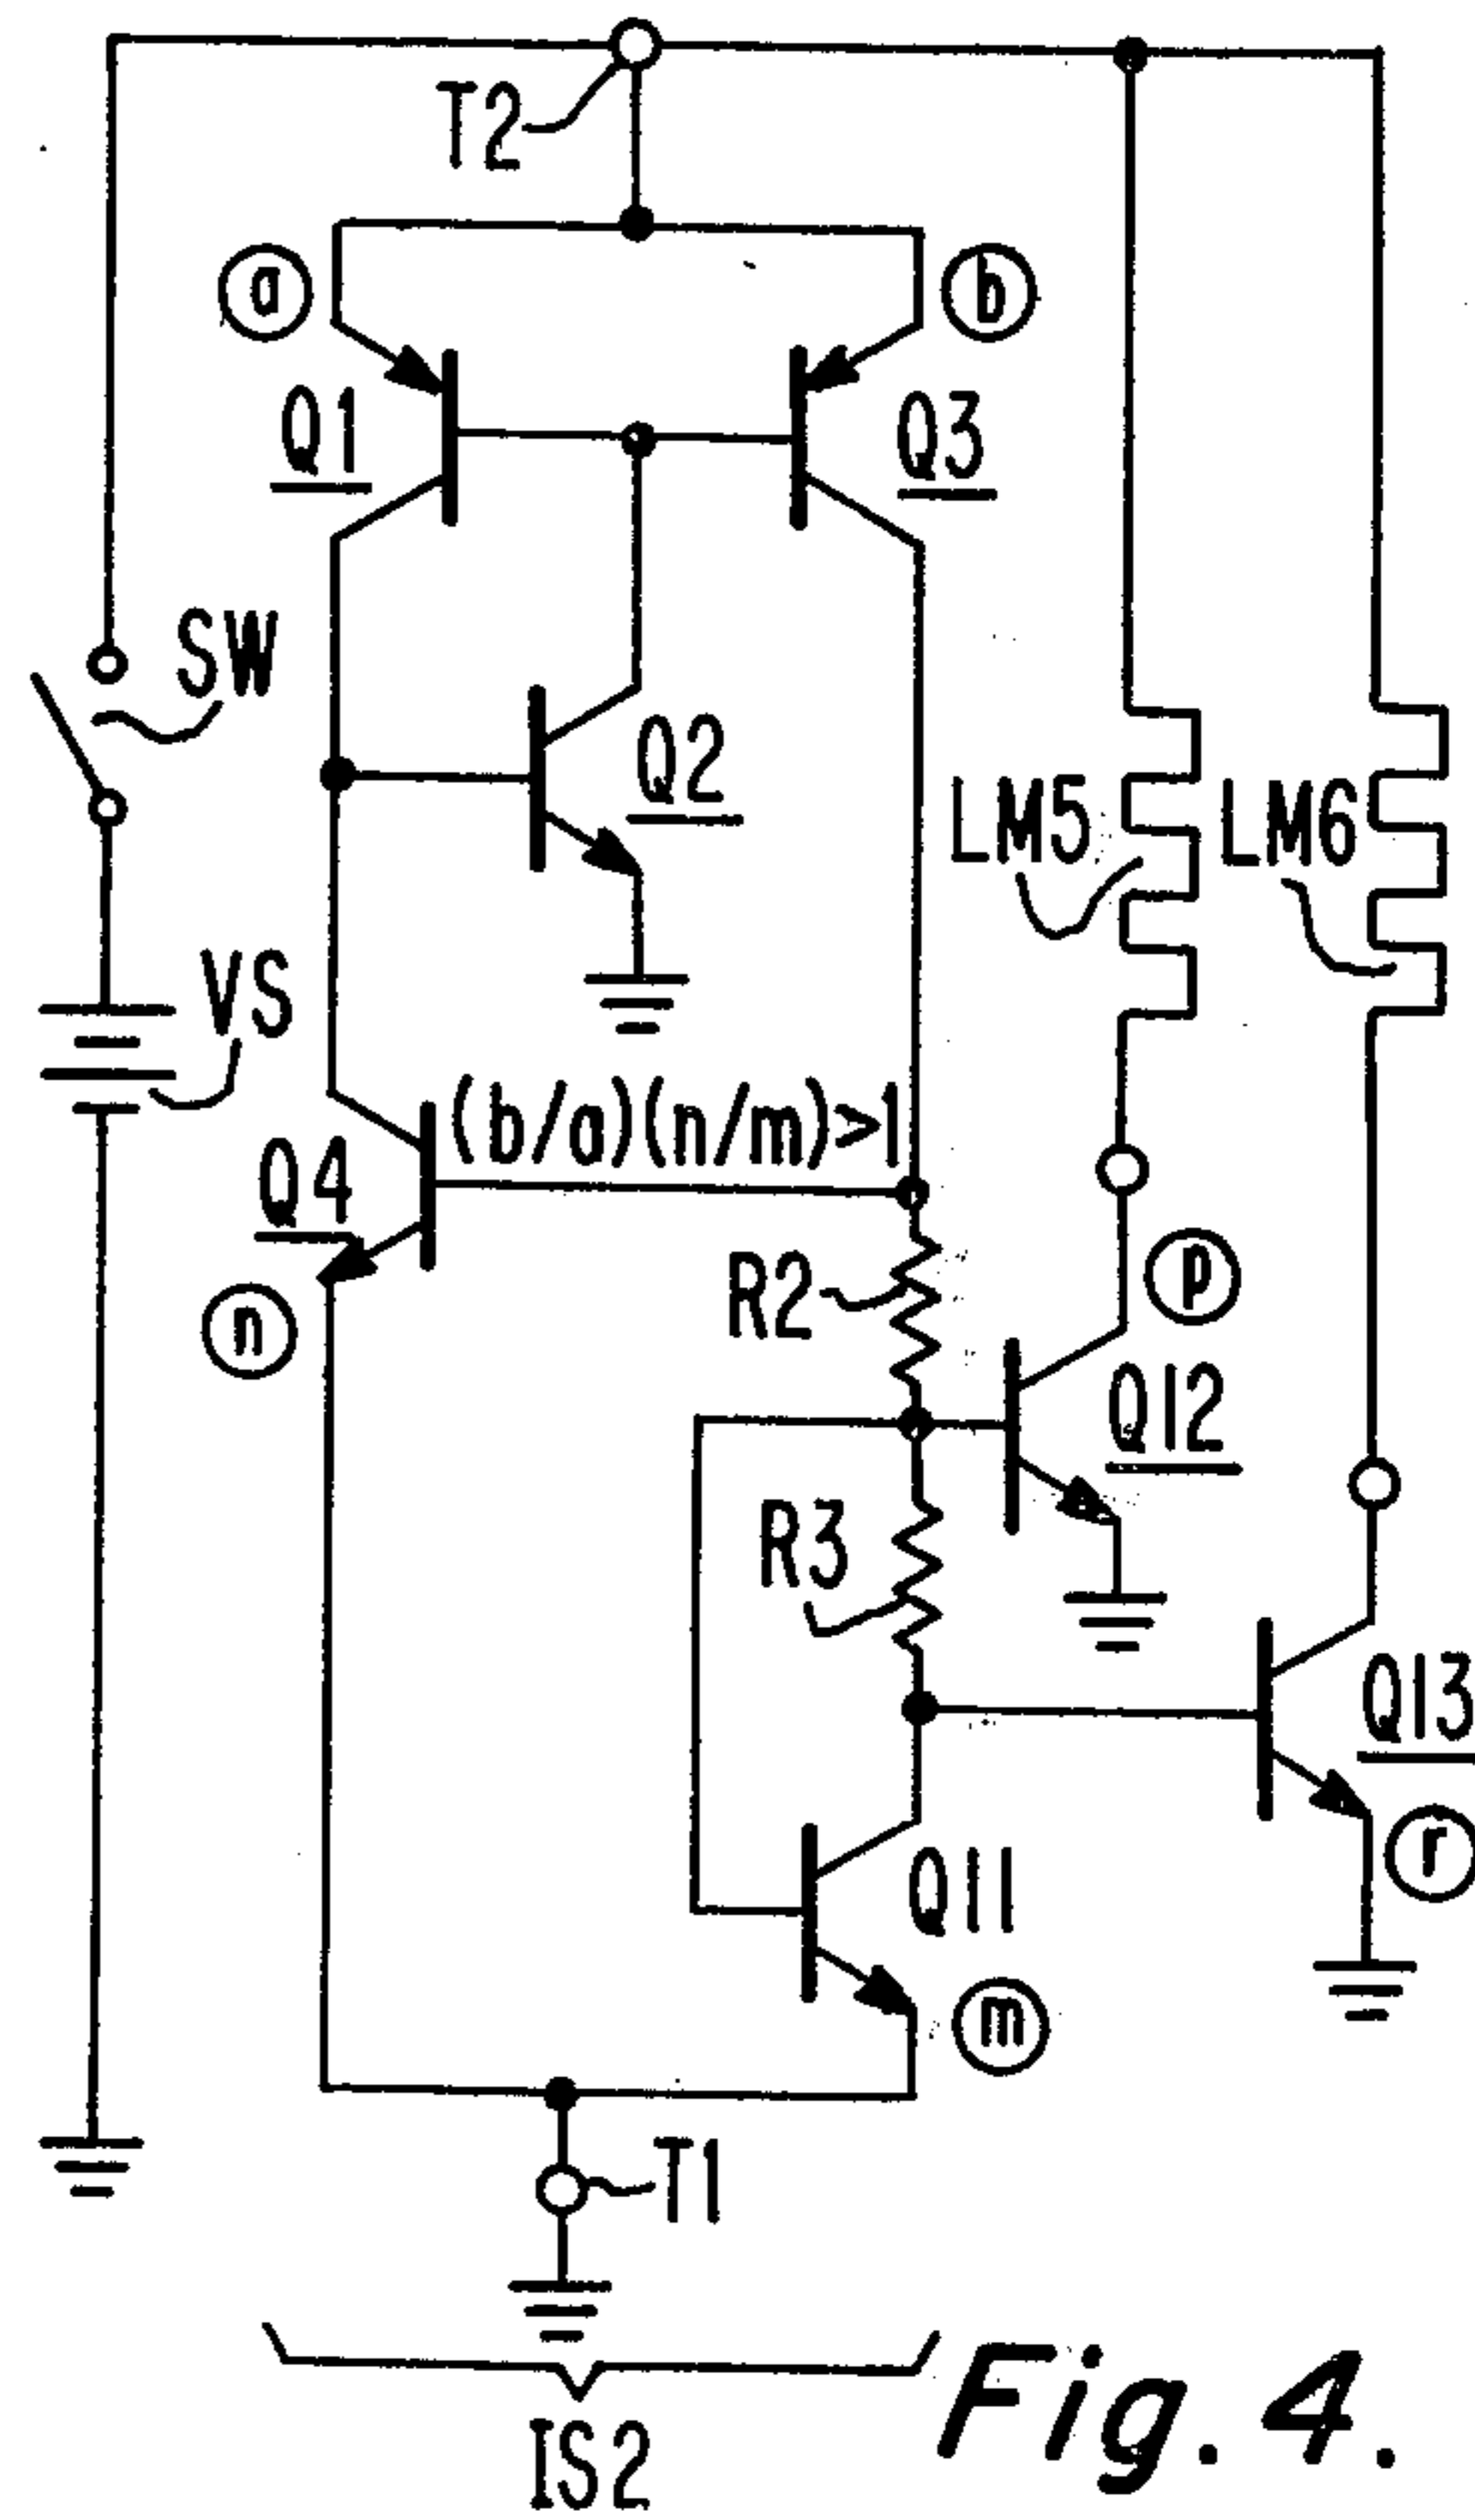 T2
a
b
Q1
Q3
SW
Q2
LM5
LM6
VS
(b/a)(n/m)>1
Q4
R2
p
n
Q12
R3
Q13
Q11
r
m
T1
IS2
Fig. 4.